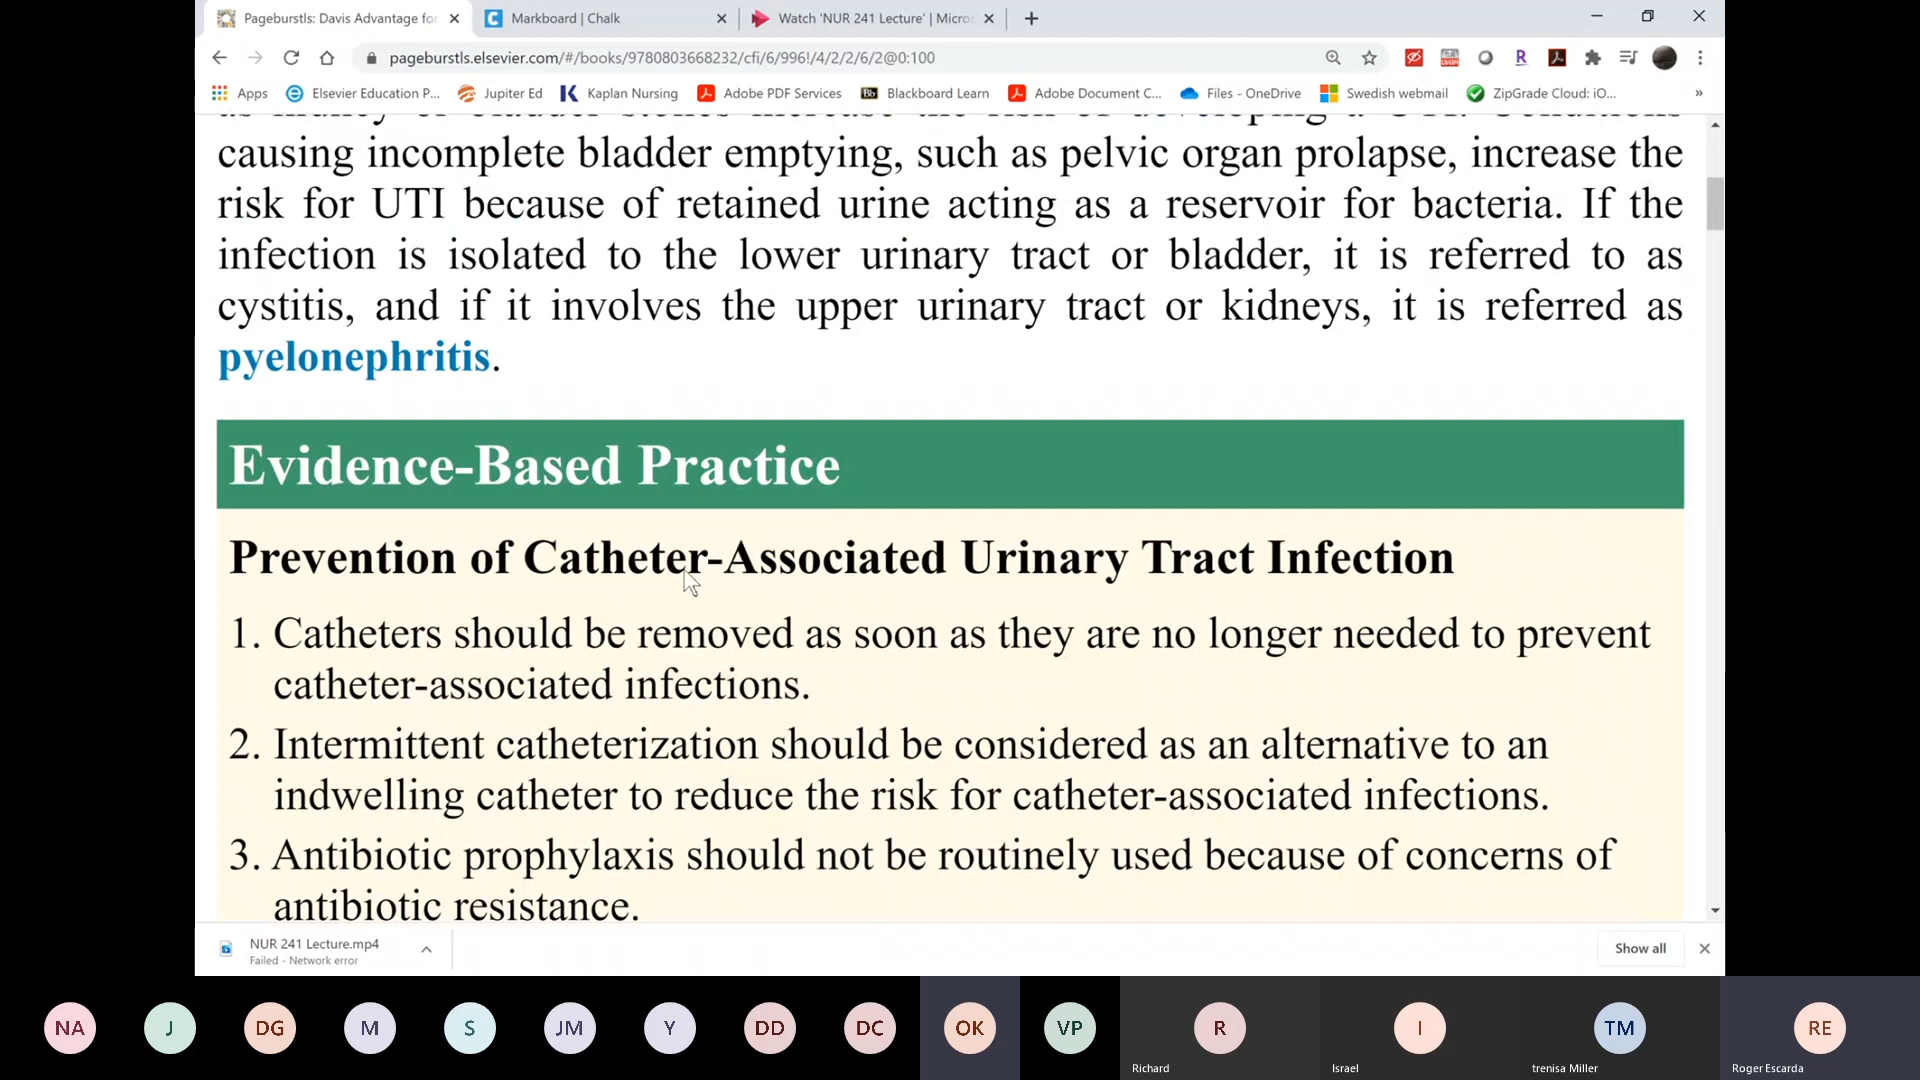 Pageburstls: Davis Advantage for
Markboard | Chalk
Watch 'NUR 241 Lecture' | Micro
pageburstls.elsevier.com/#/books/9780803668232/cfi/6/996!/4/2/2/6/2@0:100
Apps
Elsevier Education P...
Jupiter Ed
Kaplan Nursing
Adobe PDF Services
Bb
Blackboard Learn
Adobe Document C...
Files - OneDrive
Swedish webmail
ZipGrade Cloud: iO...
»
causing incomplete bladder emptying, such as pelvic organ prolapse, increase the
risk for UTI because of retained urine acting as a reservoir for bacteria. If the
infection is isolated to the lower urinary tract or bladder, it is referred to as
cystitis, and if it involves the upper urinary tract or kidneys, it is referred as
pyelonephritis.
Evidence-Based Practice
Prevention of Catheter-Associated Urinary Tract Infection
1. Catheters should be removed as soon as they are no longer needed to prevent
catheter-associated infections.
2. Intermittent catheterization should be considered as an alternative to an
indwelling catheter to reduce the risk for catheter-associated infections.
3. Antibiotic prophylaxis should not be routinely used because of concerns of
antibiotic resistance.
NUR 241 Lecture.mp4
Failed - Network error
Show all
NA
J
DG
M
S
JM
Y
DD
DC
OK
VP
R
I
TM
RE
Richard
Israel
trenisa Miller
Roger Escarda